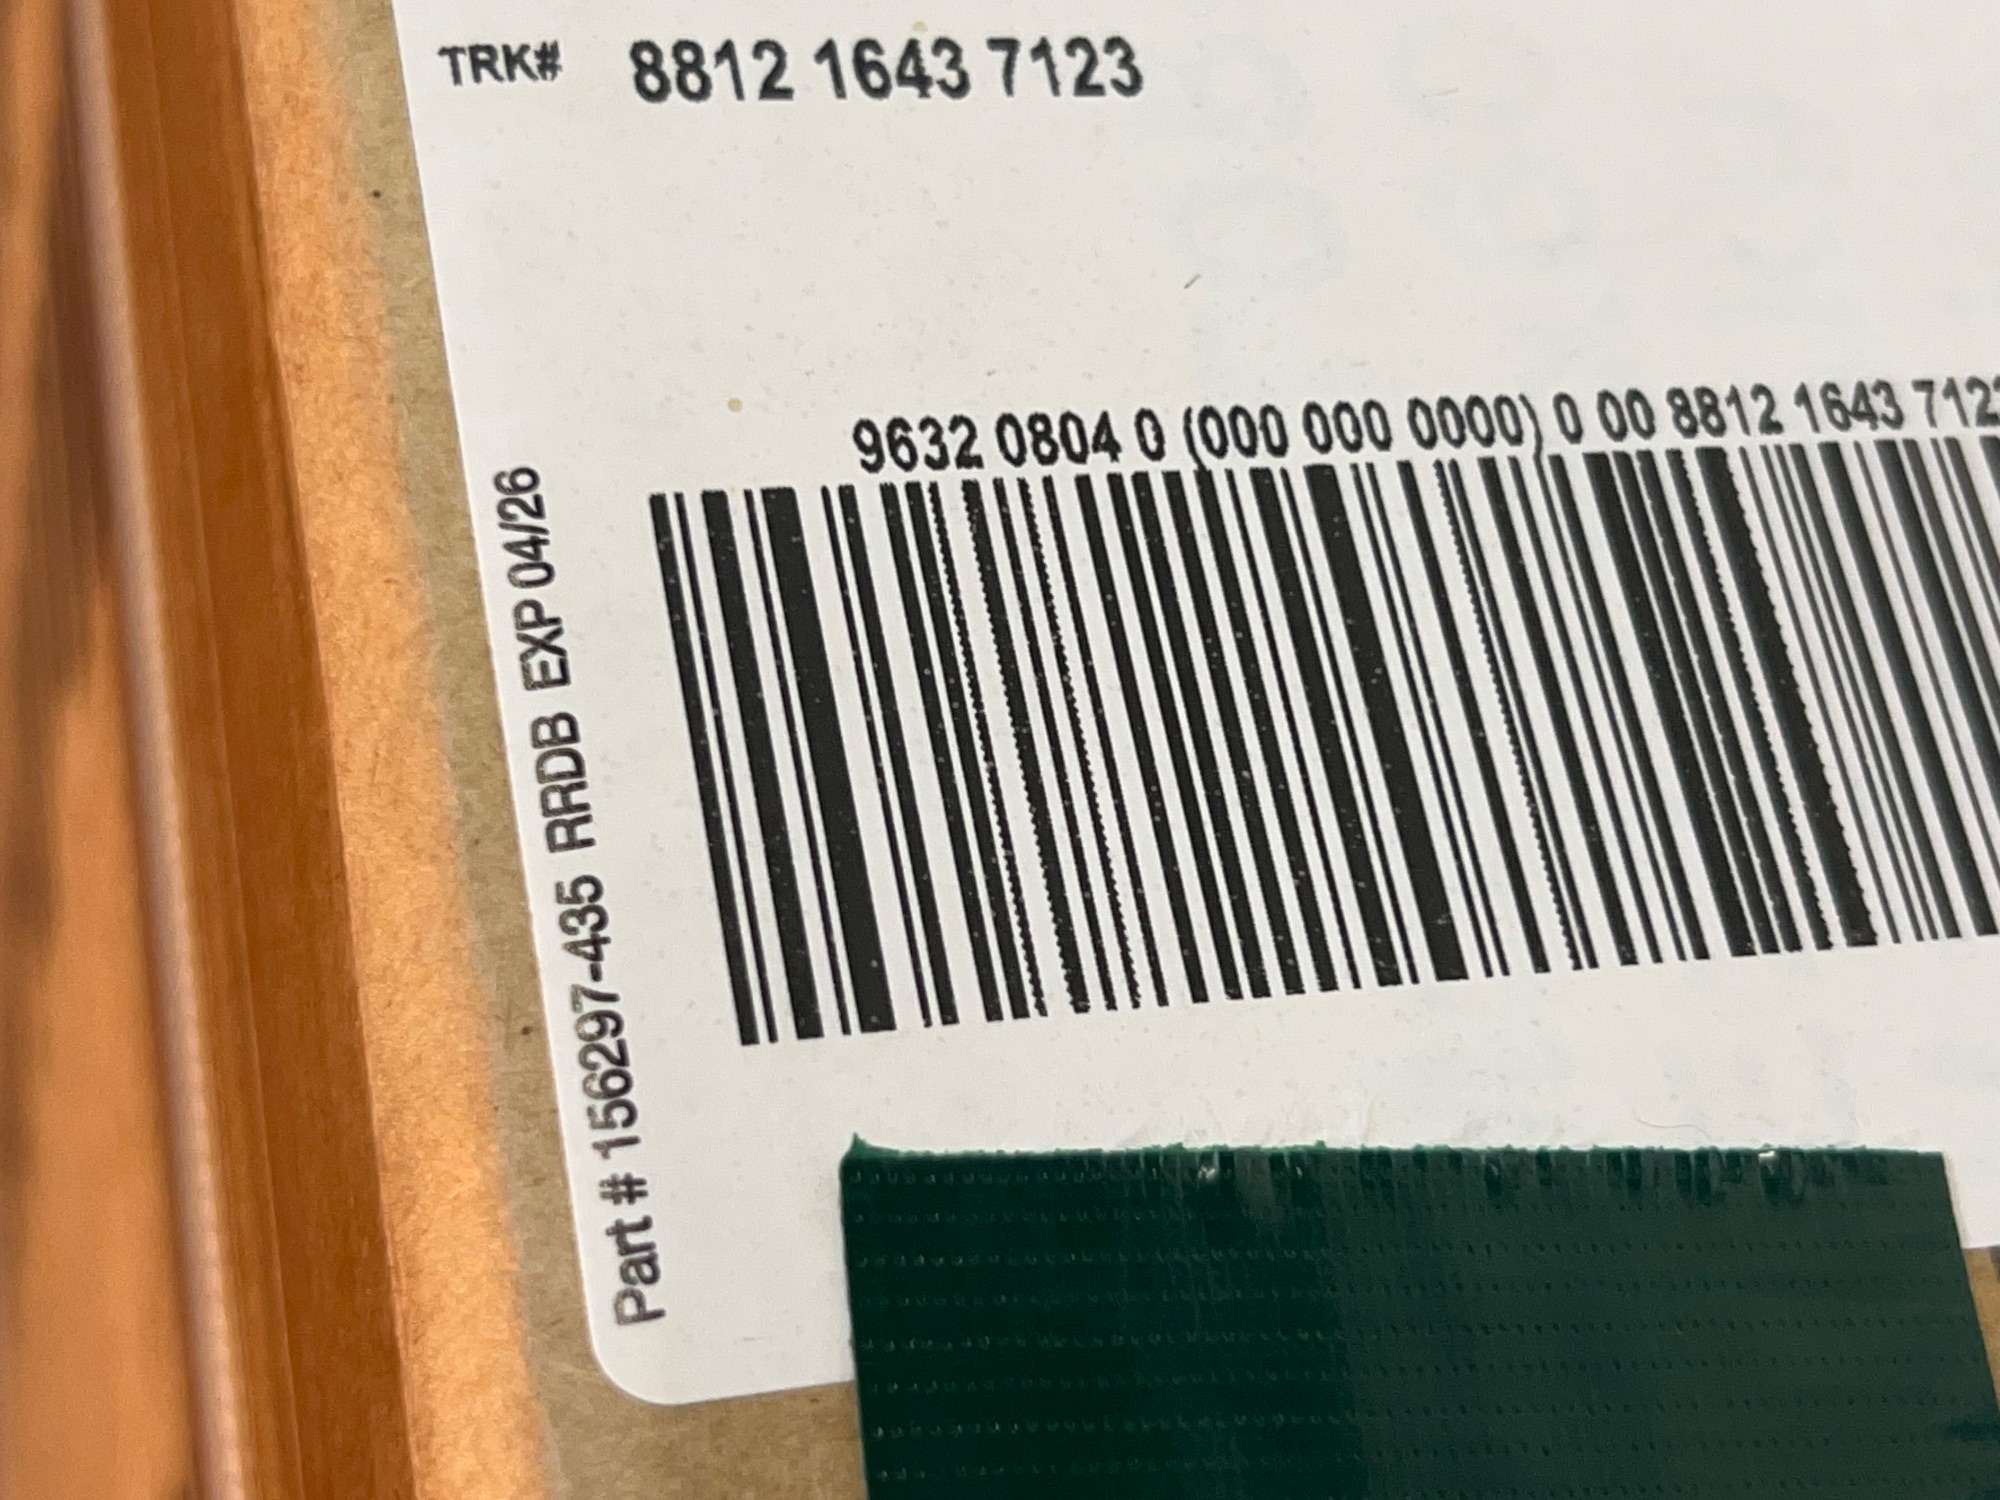 TRK# 8812 1643 7123
9632 0804 0 (000 000 0000) 0 00 8812 1643 712
Part # 156297-435 RRDB EXP 04/26